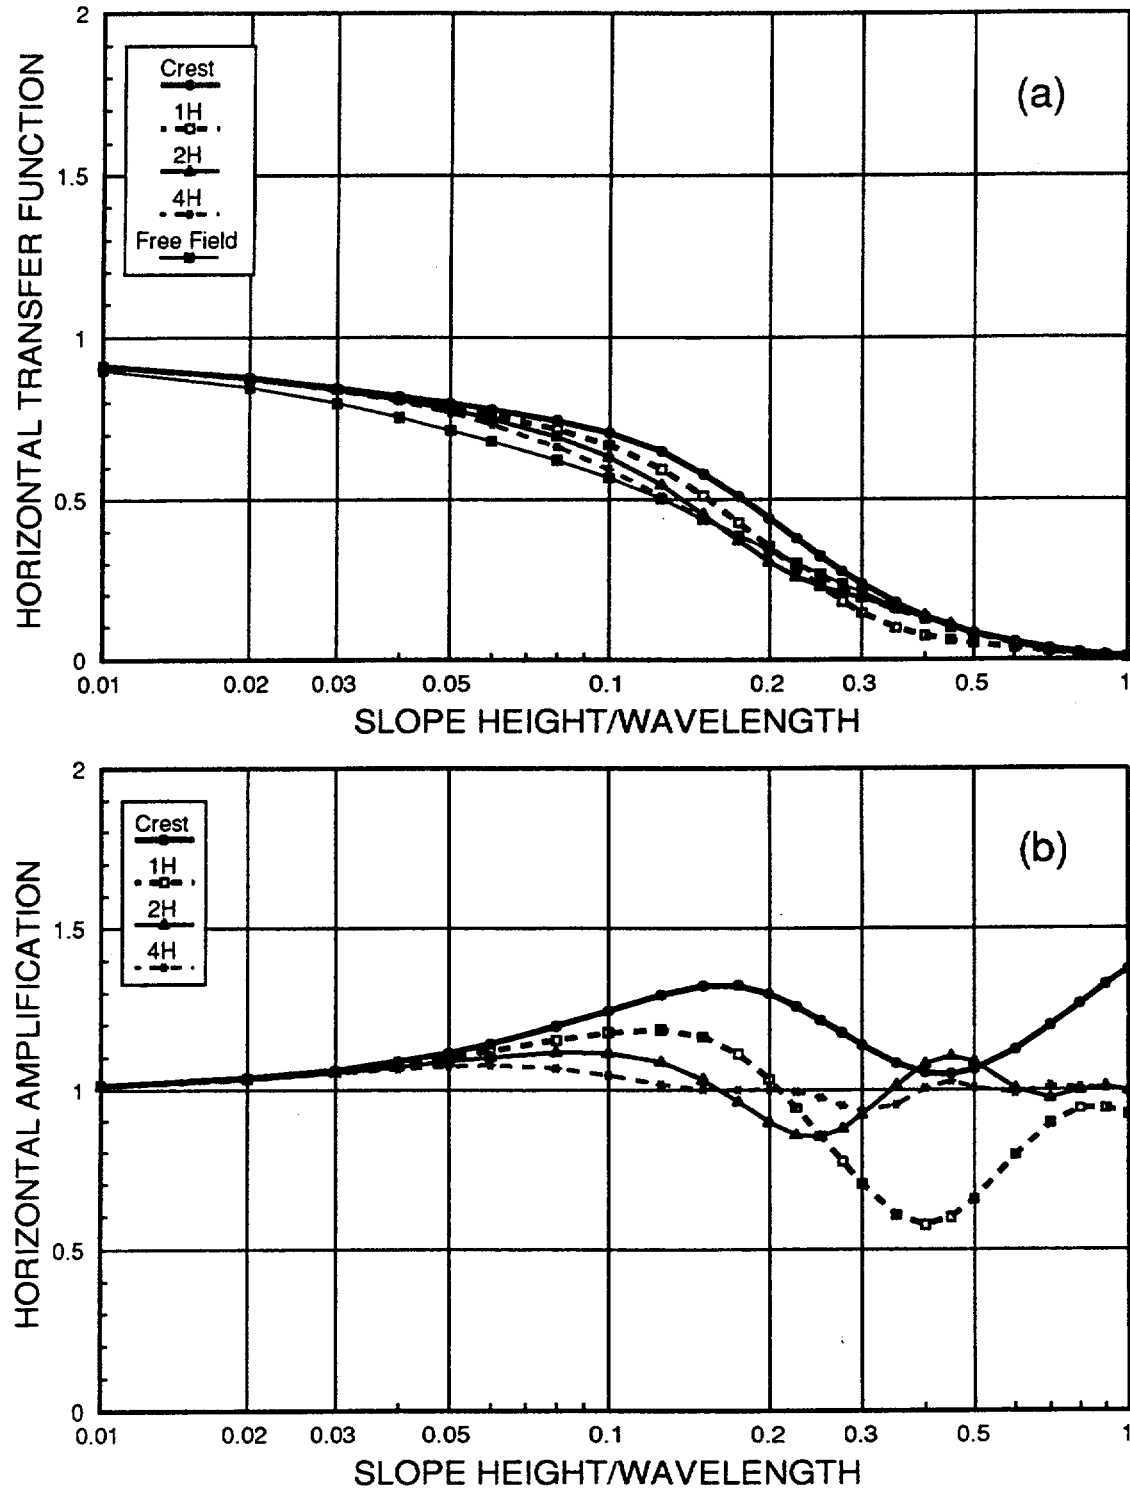 HORIZONTAL TRANSFER FUNCTION
2
1.5
1
0.5
0
Crest
1H
2H
4H
Free Field
(a)
0.01
0.02
0.03
0.05
0.1
0.2
0.3
0.5
1
SLOPE HEIGHT/WAVELENGTH
HORIZONTAL AMPLIFICATION
2
1.5
1
0.5
0
Crest
1H
2H
4H
(b)
0.01
0.02
0.03
0.05
0.1
0.2
0.3
0.5
1
SLOPE HEIGHT/WAVELENGTH